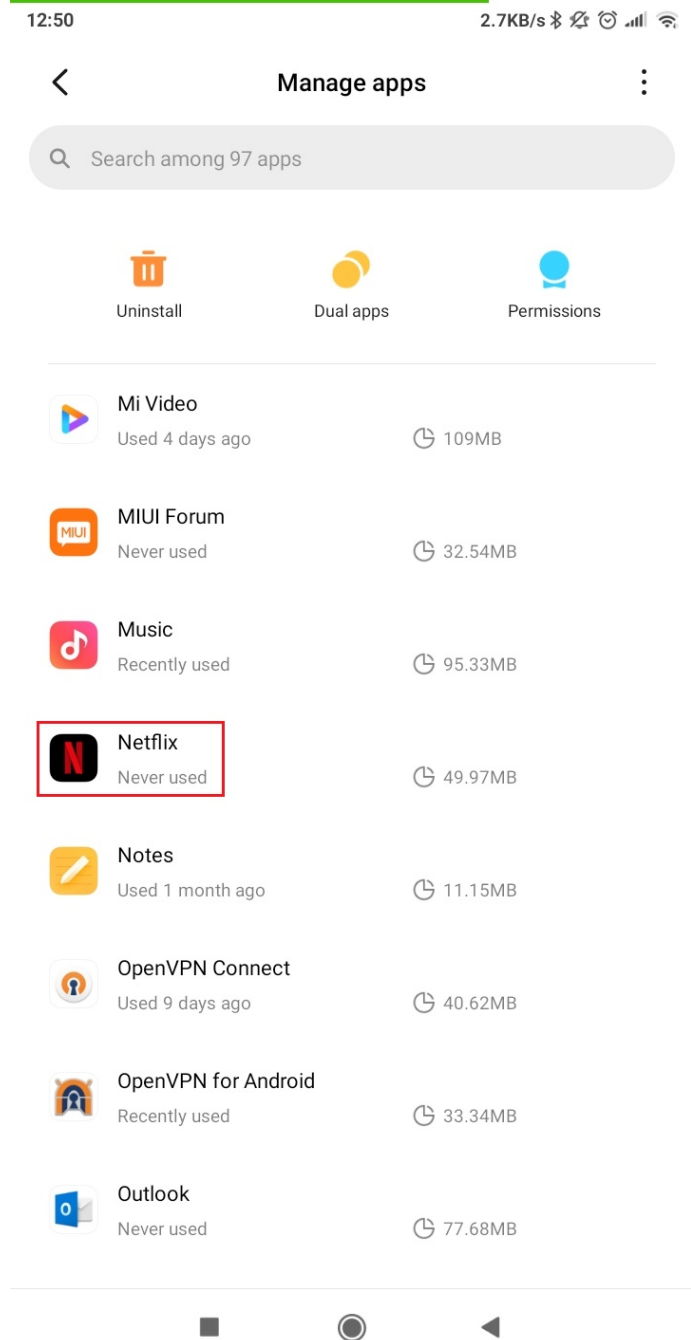 12:50
2.7KB/s
Manage apps
Search among 97 apps
Uninstall
Dual apps
Permissions
Mi Video
Used 4 days ago
109MB
MIUI
MIUI Forum
Never used
32.54MB
Music
Recently used
95.33MB
N
Netflix
Never used
49.97MB
Notes
Used 1 month ago
11.15MB
OpenVPN Connect
Used 9 days ago
40.62MB
OpenVPN for Android
Recently used
33.34MB
O
Outlook
Never used
77.68MB